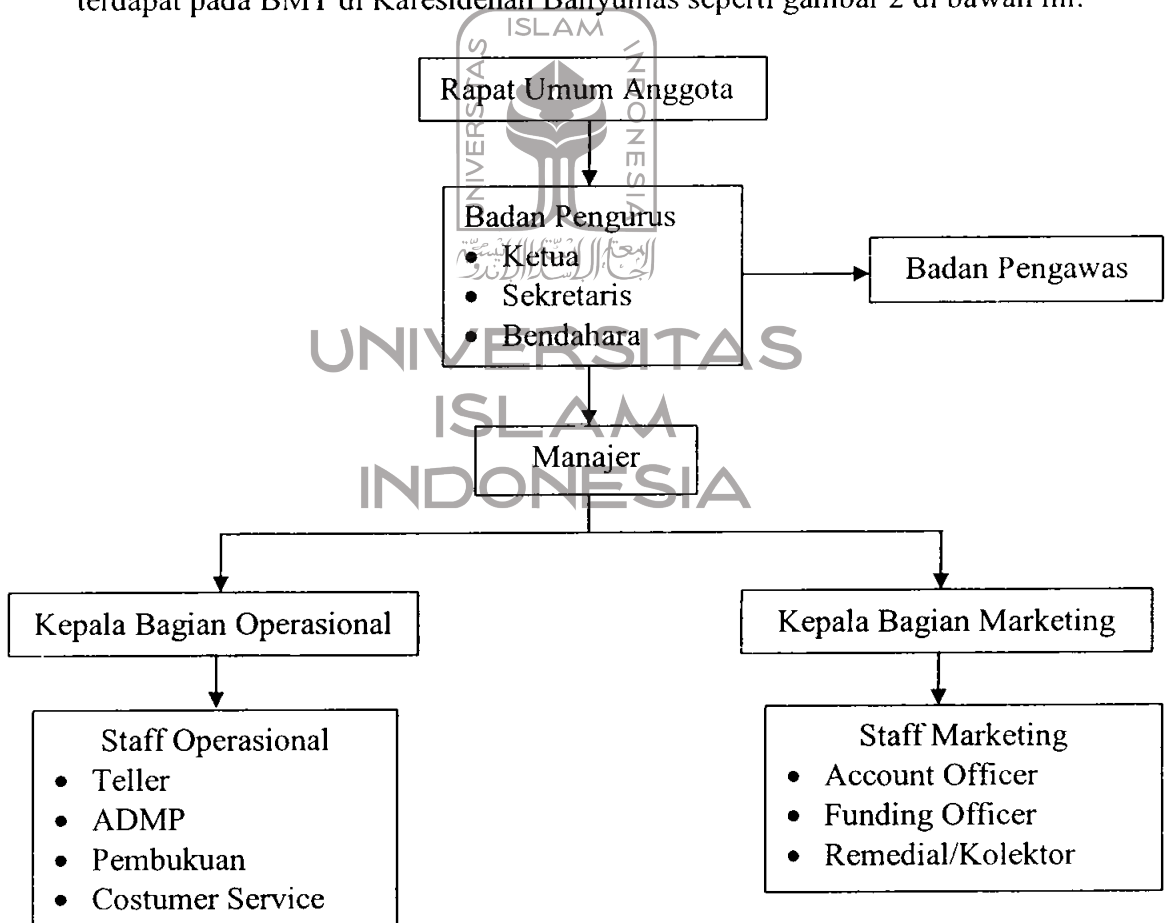 terdapat pada BMT di Karesidenan Banyumas seperti gambar 2 di bawah ini:
ISLAM
UNIVERSITAS
INDONESIA
Rapat Umum Anggota
Badan Pengurus
• Ketua
• Sekretaris
• Bendahara
Badan Pengawas
UNIVERSITAS
ISLAM
INDONESIA
Manajer
Kepala Bagian Operasional
Kepala Bagian Marketing
Staff Operasional
• Teller
• ADMP
• Pembukuan
• Costumer Service
Staff Marketing
• Account Officer
• Funding Officer
• Remedial/Kolektor